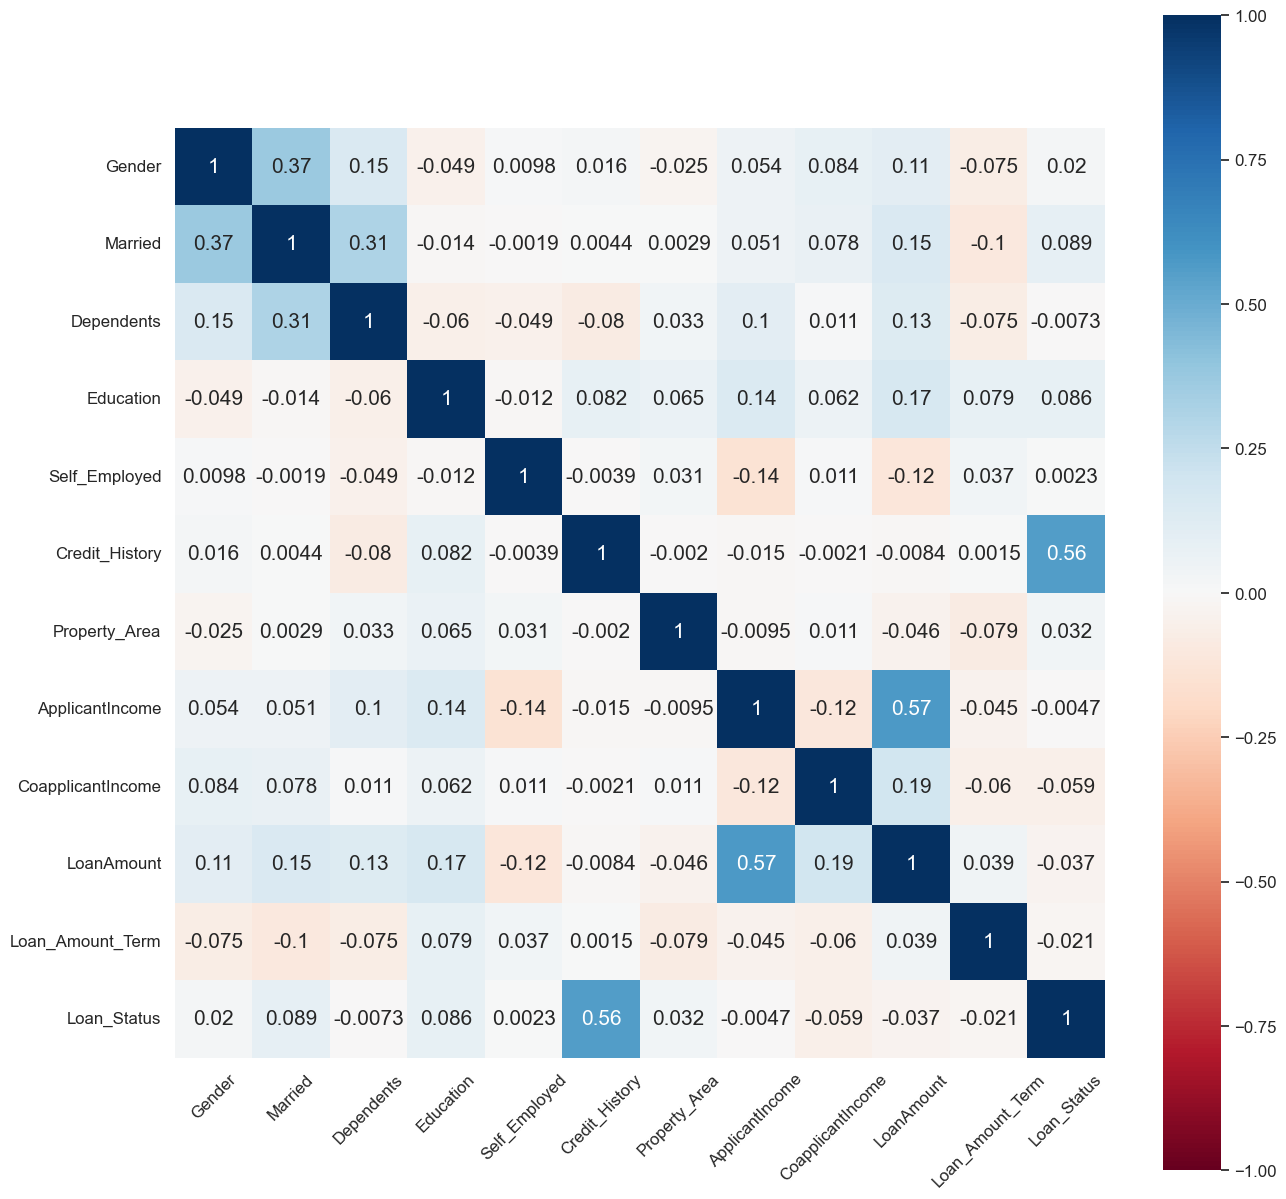 1.00
Gender 1 0.37 0.15 -0.049 0.0098 0.016 -0.025 0.054 0.084 0.11 -0.075 0.02
0.75
Married 0.37 1 0.31 -0.014 -0.0019 0.0044 0.0029 0.051 0.078 0.15 -0.1 0.089
Dependents 0.15 0.31 1 -0.06 -0.049 -0.08 0.033 0.1 0.011 0.13 -0.075 -0.0073
0.50
Education -0.049 -0.014 -0.06 1 -0.012 0.082 0.065 0.14 0.062 0.17 0.079 0.086
0.25
Self_Employed 0.0098 -0.0019 -0.049 -0.012 1 -0.0039 0.031 -0.14 0.011 -0.12 0.037 0.0023
Credit_History 0.016 0.0044 -0.08 0.082 -0.0039 1 -0.002 -0.015 -0.0021 -0.0084 0.0015 0.56
0.00
Property_Area -0.025 0.0029 0.033 0.065 0.031 -0.002 1 -0.0095 0.011 -0.046 -0.079 0.032
ApplicantIncome 0.054 0.051 0.1 0.14 -0.14 -0.015 -0.0095 1 -0.12 0.57 -0.045 -0.0047
−0.25
CoapplicantIncome 0.084 0.078 0.011 0.062 0.011 -0.0021 0.011 -0.12 1 0.19 -0.06 -0.059
LoanAmount 0.11 0.15 0.13 0.17 -0.12 -0.0084 -0.046 0.57 0.19 1 0.039 -0.037
−0.50
Loan_Amount_Term -0.075 -0.1 -0.075 0.079 0.037 0.0015 -0.079 -0.045 -0.06 0.039 1 -0.021
Loan_Status 0.02 0.089 -0.0073 0.086 0.0023 0.56 0.032 -0.0047 -0.059 -0.037 -0.021 1
−0.75
Gender Married Dependents Education Self_Employed Credit_History Property_Area ApplicantIncome CoapplicantIncome LoanAmount Loan_Amount_Term Loan_Status
−1.00